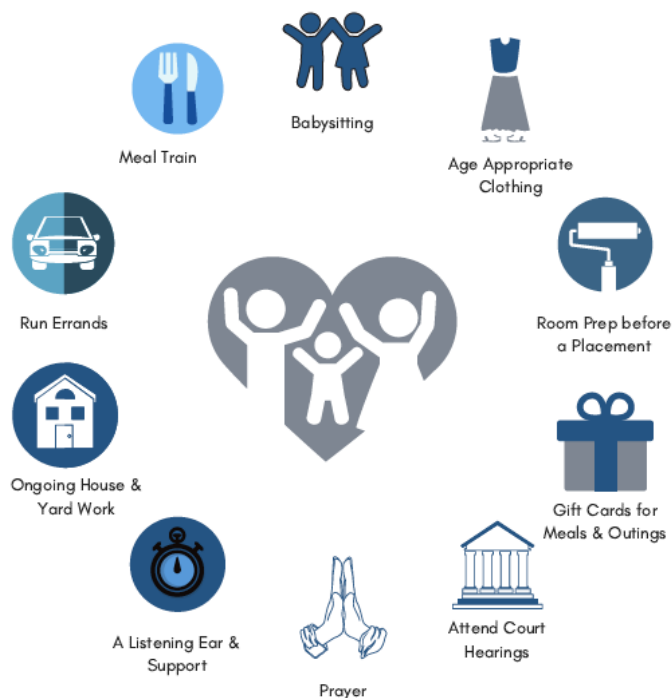 Babysitting
Meal Train
Age Appropriate
Clothing
Run Errands
Room Prep before
a Placement
Ongoing House &
Yard Work
Gift Cards for
Meals & Outings
A Listening Ear &
Support
Attend Court
Hearings
Prayer